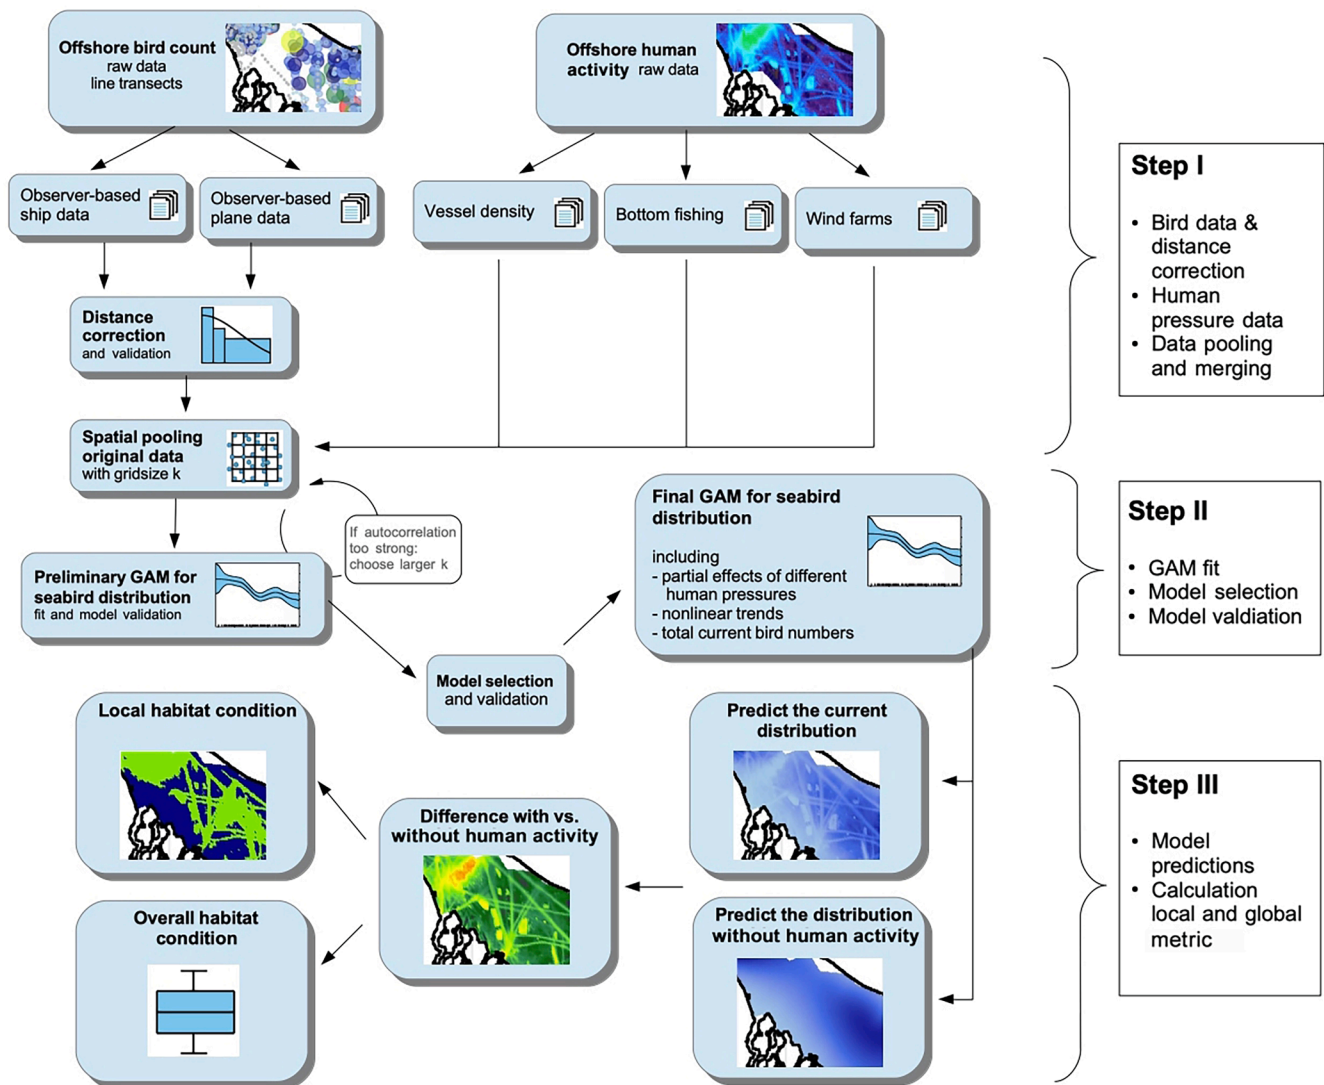 Offshore bird count
raw data
line transects
Offshore human
activity raw data
Observer-based
ship data
Observer-based
plane data
Vessel density
Bottom fishing
Wind farms
Distance
correction
and validation
Spatial pooling
original data
with gridsize k
If autocorrelation
too strong:
choose larger k
Preliminary GAM for
seabird distribution
fit and model validation
Model selection
and validation
Final GAM for seabird
distribution
including
- partial effects of different
human pressures
- nonlinear trends
- total current bird numbers
Local habitat condition
Overall habitat
condition
Difference with vs.
without human activity
Predict the current
distribution
Predict the distribution
without human activity
Step I
• Bird data &
distance
correction
• Human
pressure data
• Data pooling
and merging
Step II
• GAM fit
• Model selection
• Model valdiation
Step III
• Model
predictions
• Calculation
local and global
metric